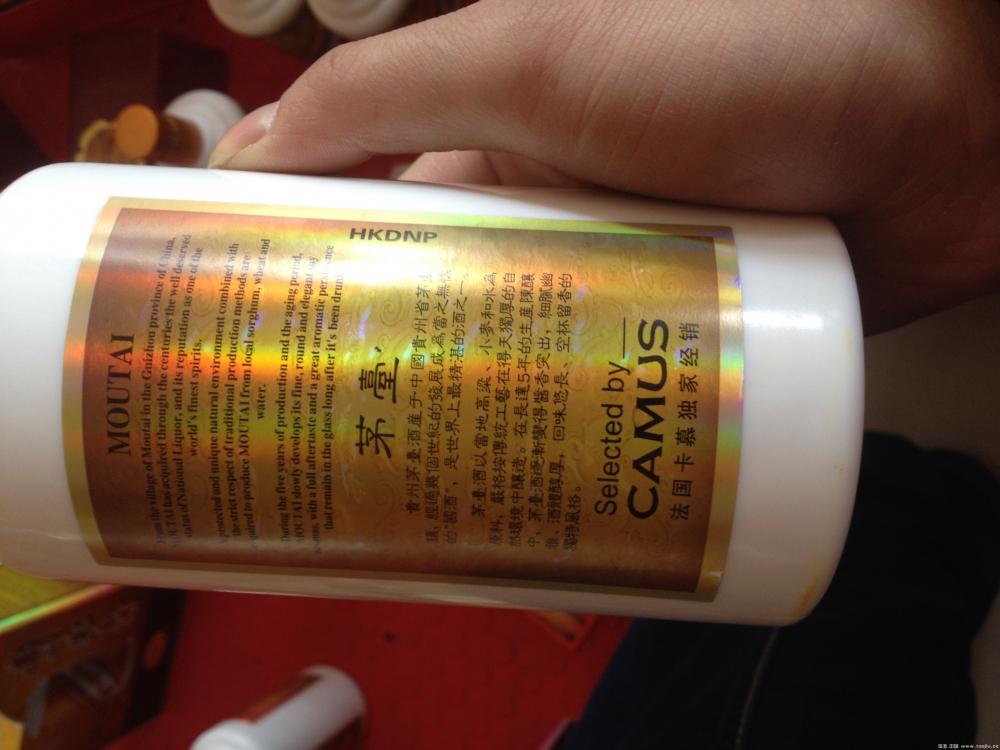 MOUTAI
From the village of Moutai in the Guizhou province of China,
MOUTAI has acquired through the centuries the well deserved
status of National Liquor, and its reputation as one of the
world's finest spirits.
protected and unique natural environment combined with
the strict respect of traditional production methods are
required to produce MOUTAI from local sorghum, wheat and
water.
During the five years of production and the aging period,
MOUTAI slowly develops its fine, round and elegant soy
aromas, with a full aftertaste and a great aromatic persistence
that remain in the glass long after it's been drunk
HKDNP
茅臺
貴州茅臺酒産于中國貴州省茅臺
鎮，經過幾個世紀的發展成為當之無愧
的“國酒”，是世界上最精湛的酒之一。
茅臺酒以當地高粱、小麥和水為
原料，嚴格按傳統工藝在得天獨厚的自
然環境中釀造。在長達5年的生産陳釀
中，茅臺酒逐漸變得醬香突出，細膩幽
雅、酒體醇厚，回味悠長、空杯留香的
獨特風格。
Selected by
CAMUS
法国卡慕独家经销
www.